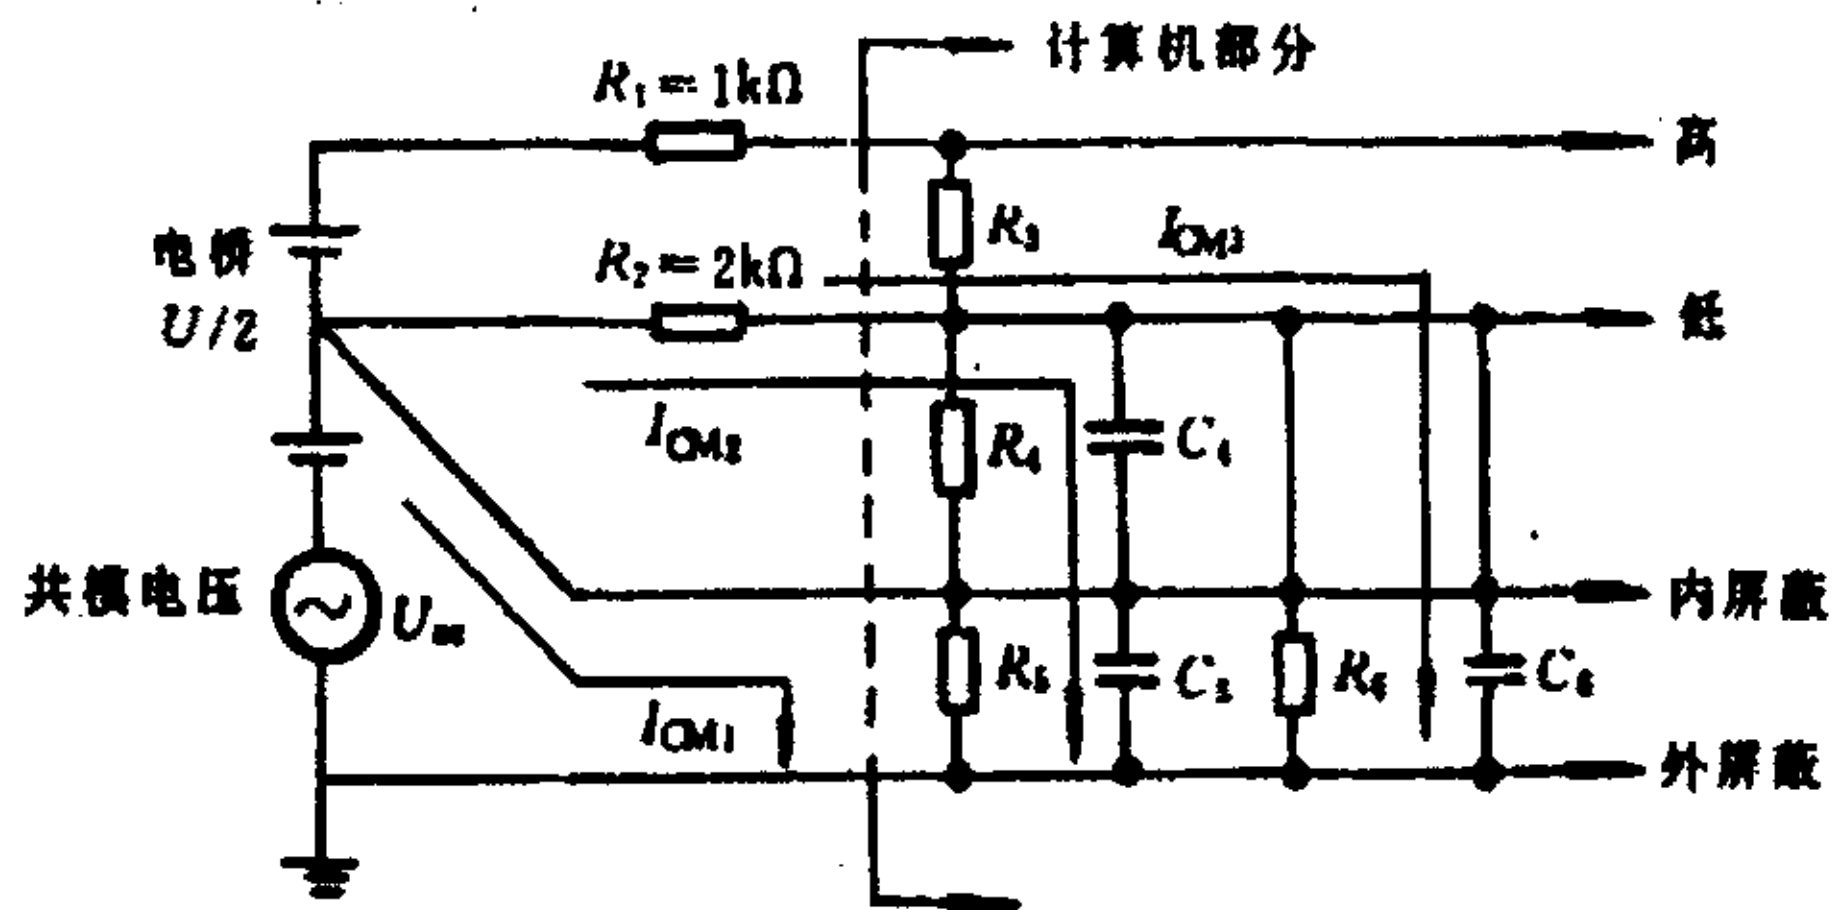 计算机部分
R₁ = 1kΩ
高
R₃
I_CM3
电桥
R₂ = 2kΩ
U/2
低
I_CM2
R₄
C₄
共模电压
内屏蔽
R₅
C₅
R₆
C₆
I_CM1
外屏蔽